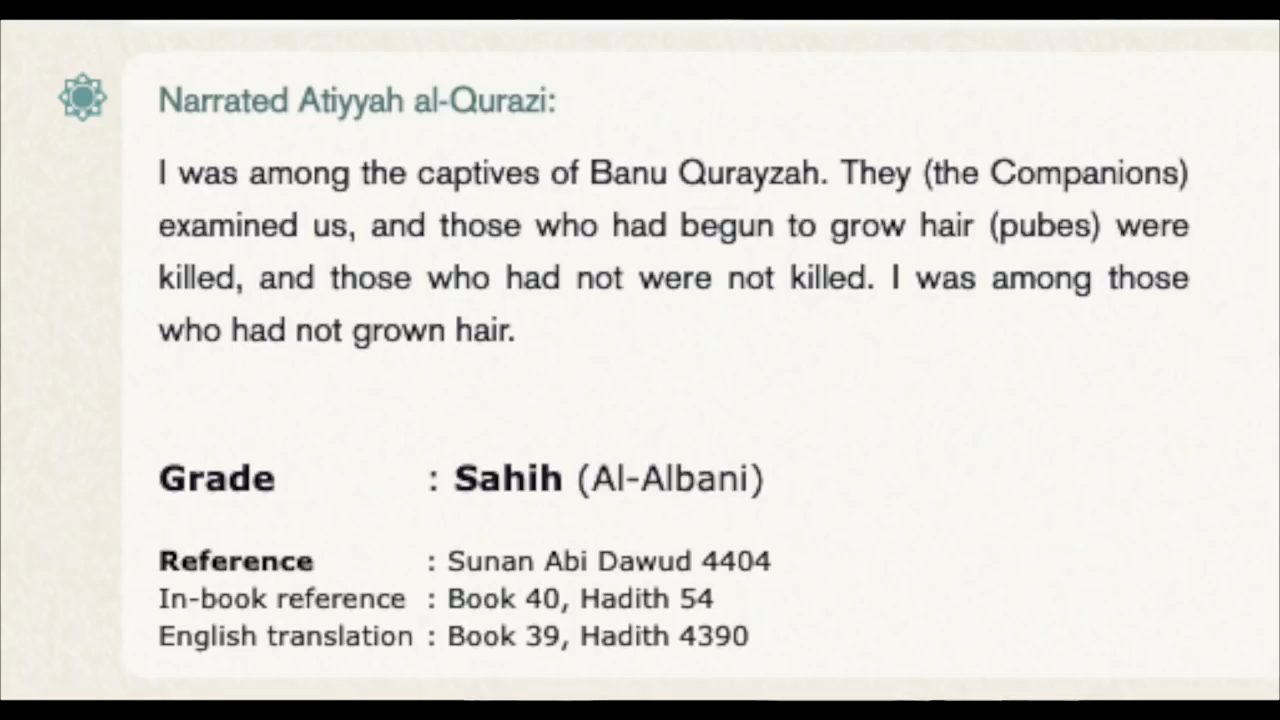 Narrated Atiyyah al-Qurazi:
I was among the captives of Banu Qurayzah. They (the Companions)
examined us, and those who had begun to grow hair (pubes) were
killed, and those who had not were not killed. I was among those
who had not grown hair.
Grade : Sahih (Al-Albani)
Reference : Sunan Abi Dawud 4404
In-book reference : Book 40, Hadith 54
English translation : Book 39, Hadith 4390